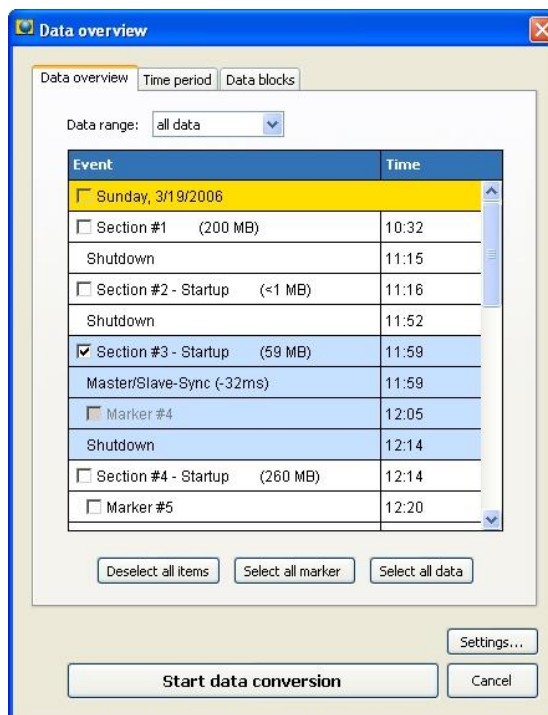 Data overview
Data overview Time period Data blocks
Data range: all data
Event Time
Sunday, 3/19/2006
Section #1 (200 MB) 10:32
Shutdown 11:15
Section #2 - Startup (<1 MB) 11:16
Shutdown 11:52
Section #3 - Startup (59 MB) 11:59
Master/Slave-Sync (-32ms) 11:59
Marker #4 12:05
Shutdown 12:14
Section #4 - Startup (260 MB) 12:14
Marker #5 12:20
Deselect all items Select all marker Select all data
Settings...
Start data conversion Cancel